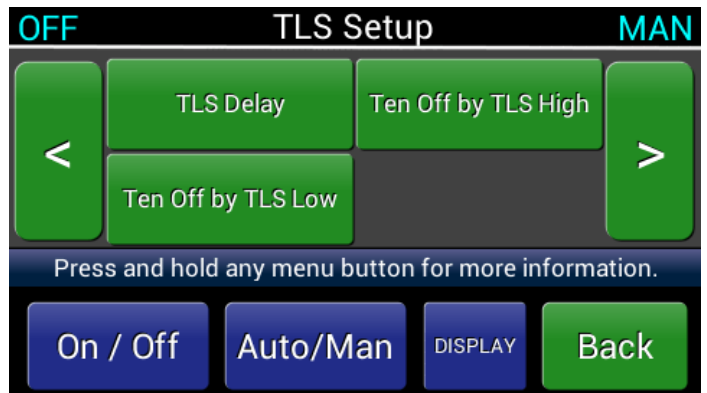 OFF TLS Setup MAN
< TLS Delay Ten Off by TLS High >
Ten Off by TLS Low
Press and hold any menu button for more information.
On / Off Auto/Man DISPLAY Back